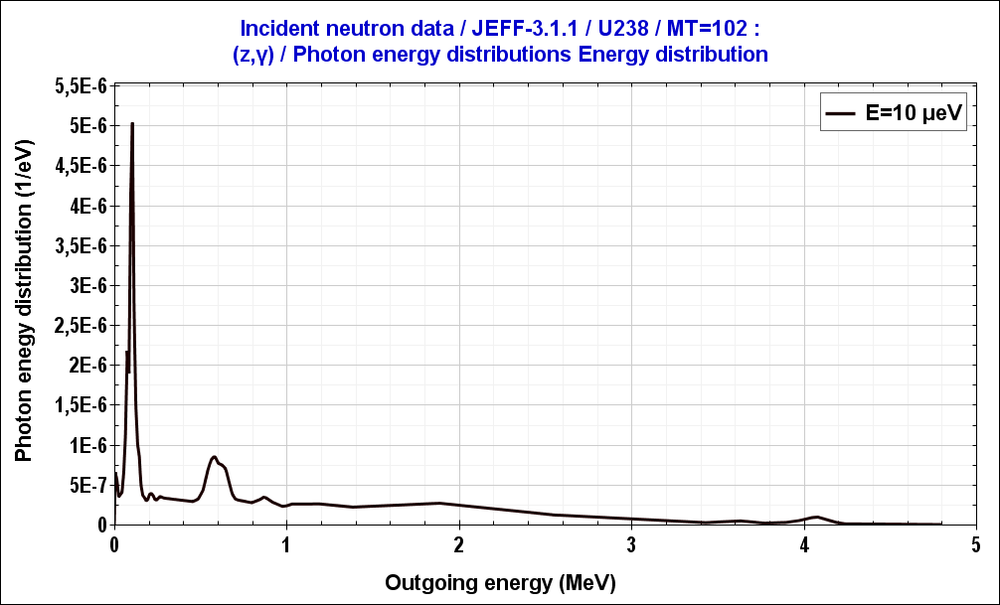 Incident neutron data / JEFF-3.1.1 / U238 / MT=102 :
(z,γ) / Photon energy distributions Energy distribution
5,5E-6
5E-6
4,5E-6
4E-6
3,5E-6
3E-6
2,5E-6
2E-6
1,5E-6
1E-6
5E-7
0
Photon enegy distribution (1/eV)
E=10 µeV
0 1 2 3 4 5
Outgoing energy (MeV)